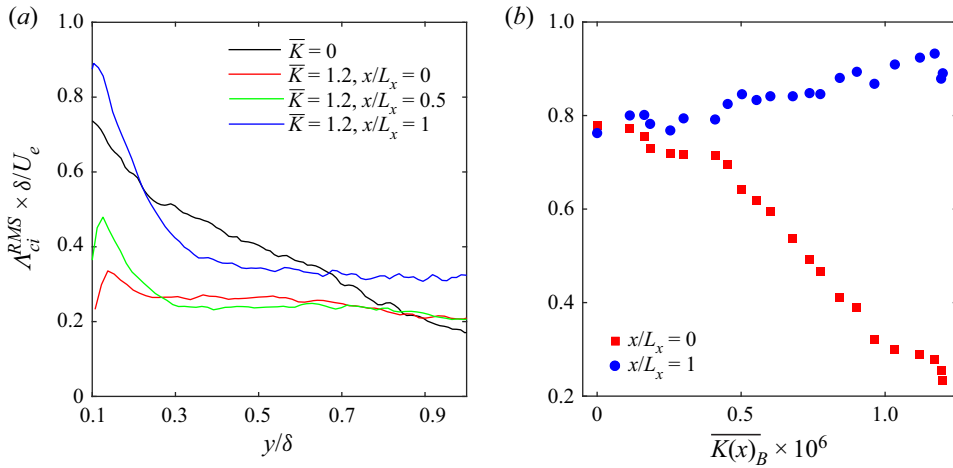 (a)
1.0
0.8
0.6
0.4
0.2
0
0.1
0.3
0.5
0.7
0.9
Λ_ci^RMS × δ/U_e
y/δ
K̅ = 0
K̅ = 1.2, x/L_x = 0
K̅ = 1.2, x/L_x = 0.5
K̅ = 1.2, x/L_x = 1
(b)
1.0
0.8
0.6
0.4
0.2
0
0.5
1.0
x/L_x = 0
x/L_x = 1
\overline{K(x)}_B × 10^6